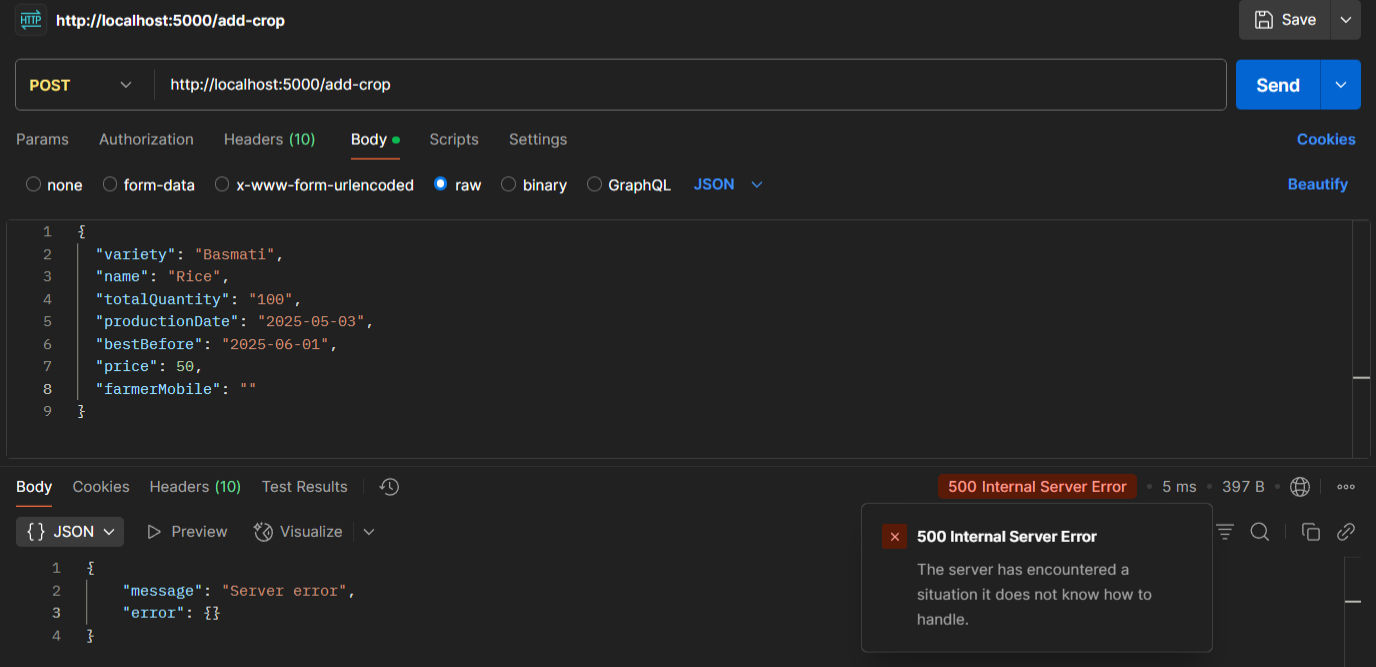 HTTP http://localhost:5000/add-crop Save
POST http://localhost:5000/add-crop Send
Params Authorization Headers (10) Body Scripts Settings Cookies
none form-data x-www-form-urlencoded raw binary GraphQL JSON Beautify
1 {
2 "variety": "Basmati",
3 "name": "Rice",
4 "totalQuantity": "100",
5 "productionDate": "2025-05-03",
6 "bestBefore": "2025-06-01",
7 "price": 50,
8 "farmerMobile": ""
9 }
Body Cookies Headers (10) Test Results 500 Internal Server Error • 5 ms • 397 B •
{} JSON Preview Visualize
500 Internal Server Error
The server has encountered a
situation it does not know how to
handle.
1 {
2 "message": "Server error",
3 "error": {}
4 }